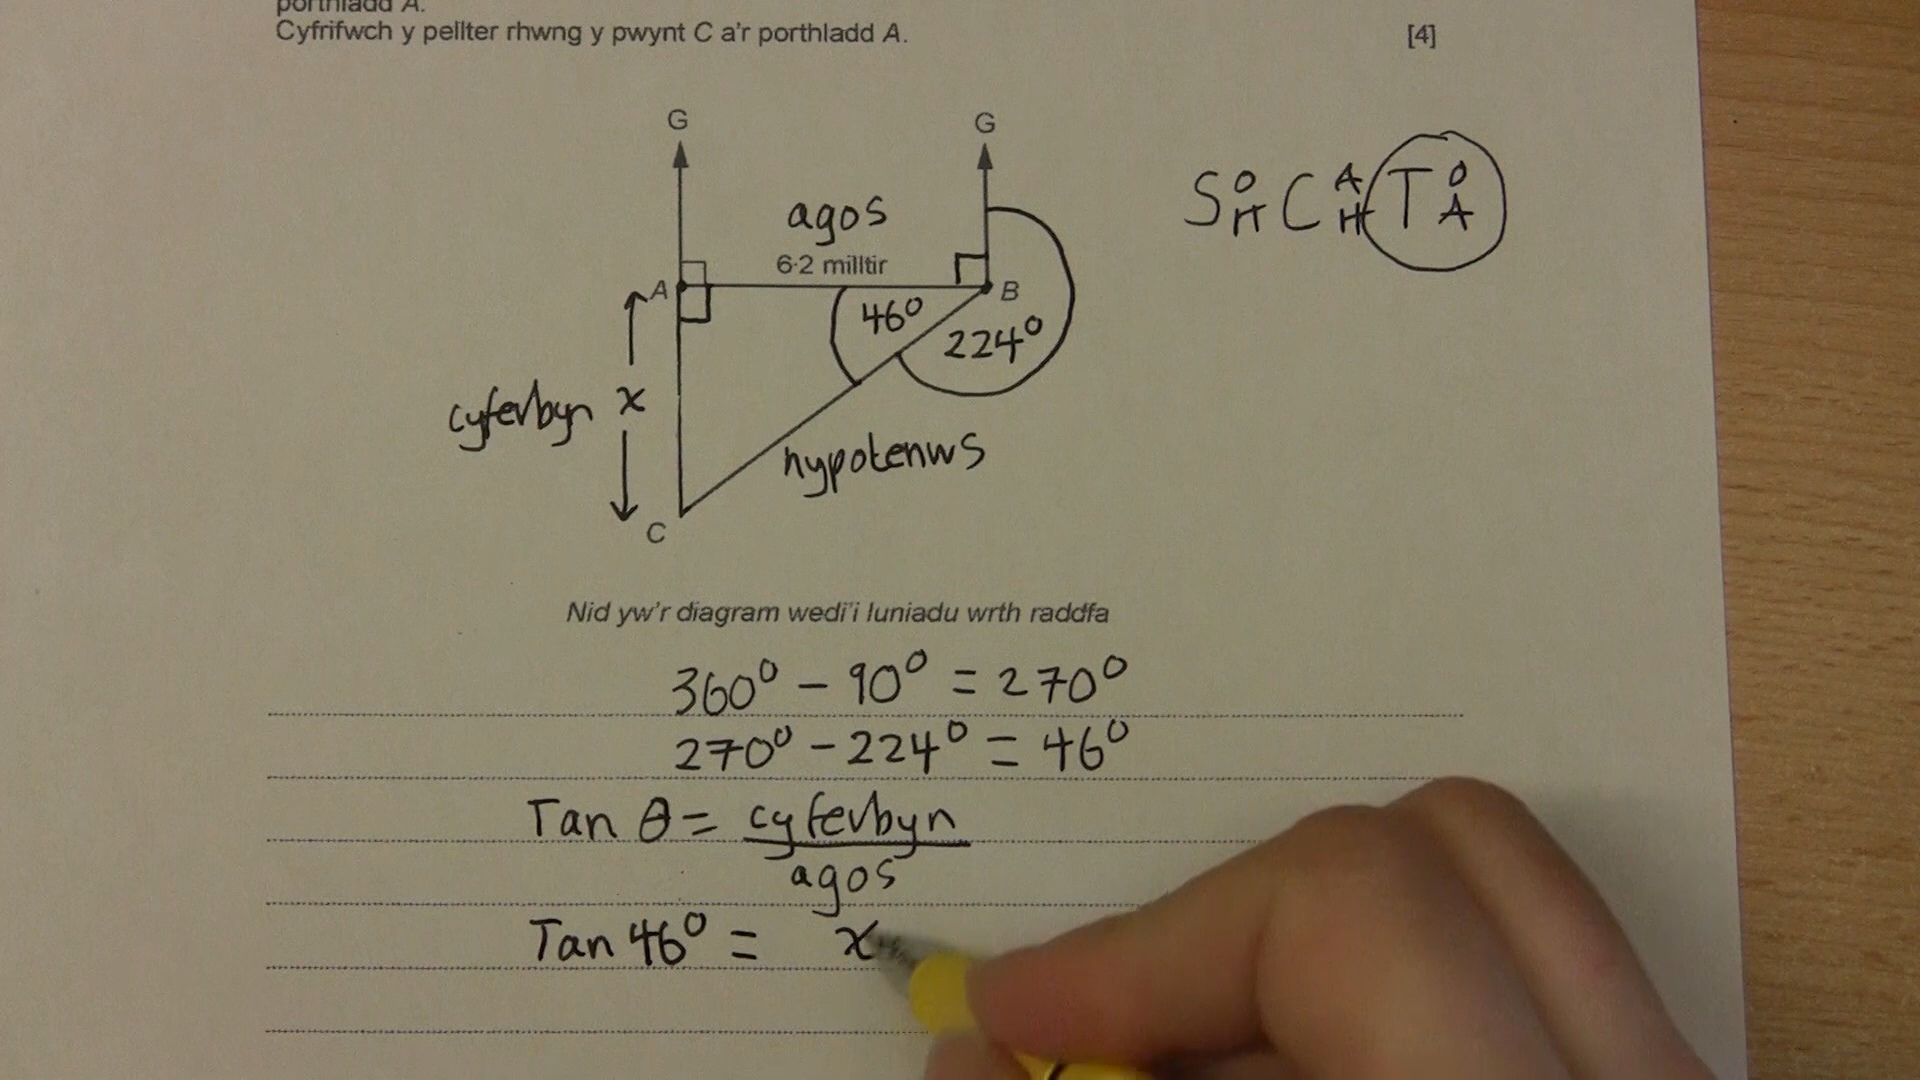 porthladd A.
Cyfrifwch y pellter rhwng y pwynt C a'r porthladd A. [4]
G G
agos
S O H C A H T O A
6·2 milltir
A B
46° 224°
cyferbyn x
hypotenws
C
Nid yw'r diagram wedi'i luniadu wrth raddfa
360° − 90° = 270°
270° − 224° = 46°
Tan θ = cyferbyn
agos
Tan 46° = x